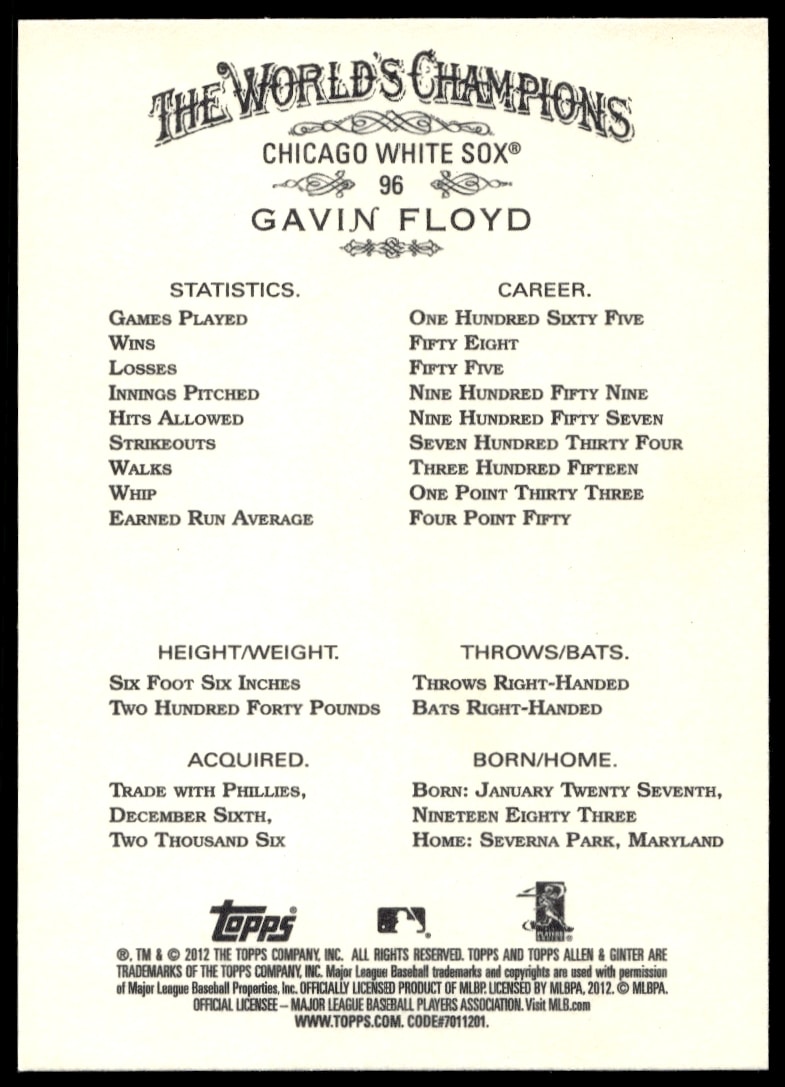 THE WORLD'S CHAMPIONS
CHICAGO WHITE SOX®
96
GAVIN FLOYD
STATISTICS. CAREER.
GAMES PLAYED ONE HUNDRED SIXTY FIVE
WINS FIFTY EIGHT
LOSSES FIFTY FIVE
INNINGS PITCHED NINE HUNDRED FIFTY NINE
HITS ALLOWED NINE HUNDRED FIFTY SEVEN
STRIKEOUTS SEVEN HUNDRED THIRTY FOUR
WALKS THREE HUNDRED FIFTEEN
WHIP ONE POINT THIRTY THREE
EARNED RUN AVERAGE FOUR POINT FIFTY
HEIGHT/WEIGHT. THROWS/BATS.
SIX FOOT SIX INCHES THROWS RIGHT-HANDED
TWO HUNDRED FORTY POUNDS BATS RIGHT-HANDED
ACQUIRED. BORN/HOME.
TRADE WITH PHILLIES, BORN: JANUARY TWENTY SEVENTH,
DECEMBER SIXTH, NINETEEN EIGHTY THREE
TWO THOUSAND SIX HOME: SEVERNA PARK, MARYLAND
topps®
®, TM & © 2012 THE TOPPS COMPANY, INC. ALL RIGHTS RESERVED. TOPPS AND TOPPS ALLEN & GINTER ARE
TRADEMARKS OF THE TOPPS COMPANY, INC. Major League Baseball trademarks and copyrights are used with permission
of Major League Baseball Properties, Inc. OFFICIALLY LICENSED PRODUCT OF MLBP. LICENSED BY MLBPA, 2012. © MLBPA.
OFFICIAL LICENSEE – MAJOR LEAGUE BASEBALL PLAYERS ASSOCIATION. Visit MLB.com
WWW.TOPPS.COM. CODE#7011201.